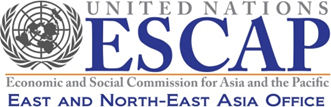 UNITED NATIONS
ESCAP
Economic and Social Commission for Asia and the Pacific
EAST AND NORTH-EAST ASIA OFFICE